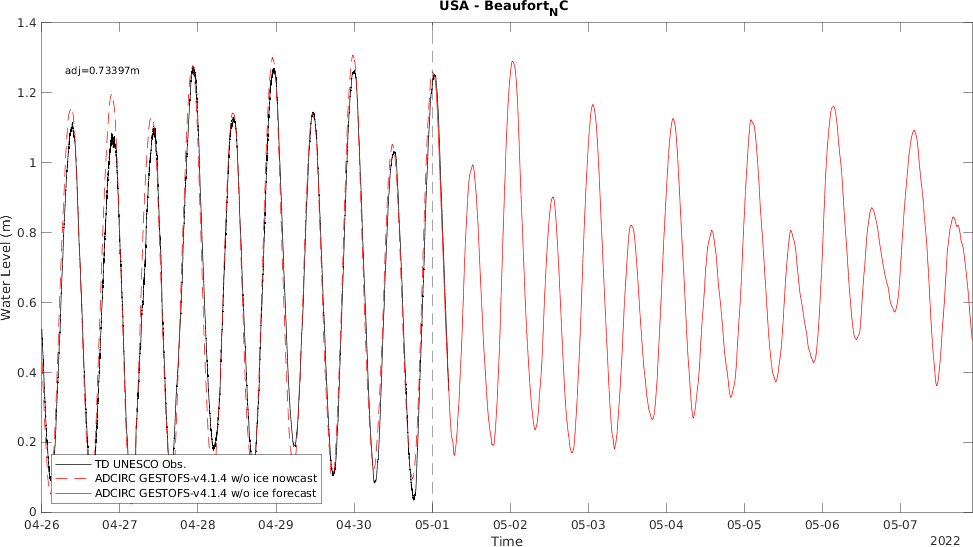 USA - Beaufort_NC
adj=0.73397m
Water Level (m)
1.4
1.2
1
0.8
0.6
0.4
0.2
0
TD UNESCO Obs.
ADCIRC GESTOFS-v4.1.4 w/o ice nowcast
ADCIRC GESTOFS-v4.1.4 w/o ice forecast
04-26 04-27 04-28 04-29 04-30 05-01 05-02 05-03 05-04 05-05 05-06 05-07
Time
2022